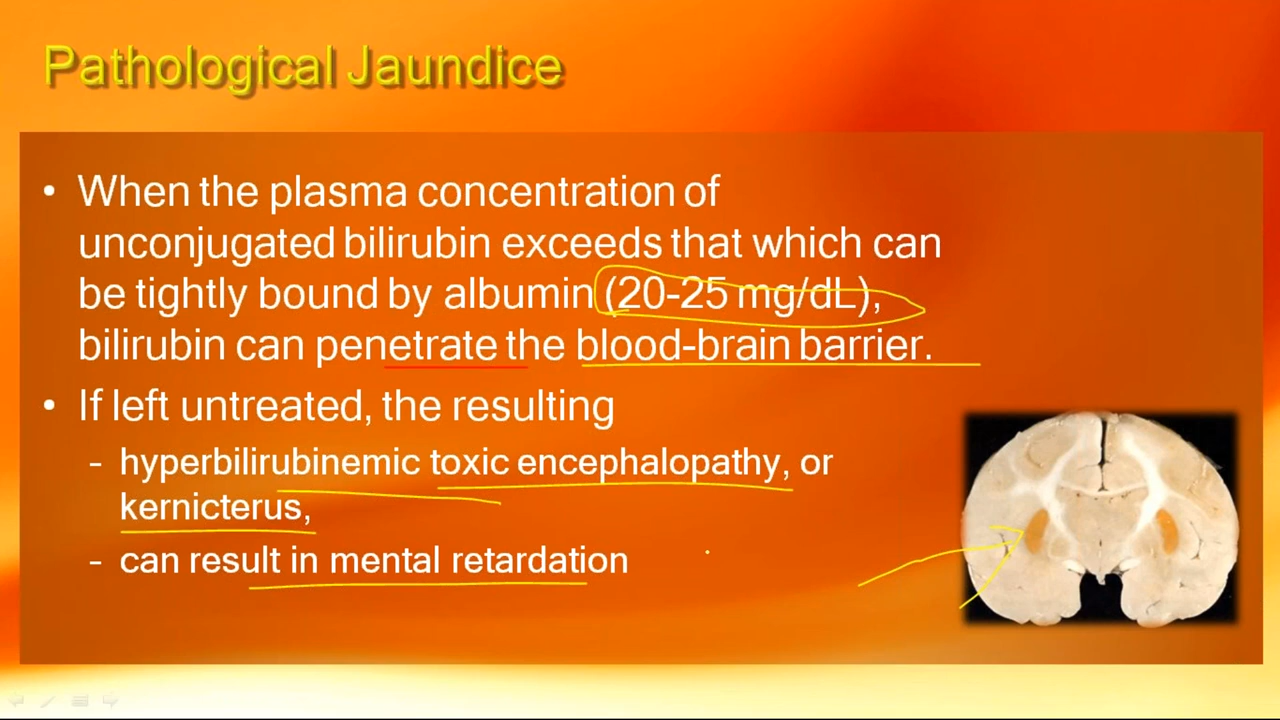 Pathological Jaundice
• When the plasma concentration of
unconjugated bilirubin exceeds that which can
be tightly bound by albumin (20-25 mg/dL),
bilirubin can penetrate the blood-brain barrier.
• If left untreated, the resulting
- hyperbilirubinemic toxic encephalopathy, or
kernicterus,
- can result in mental retardation